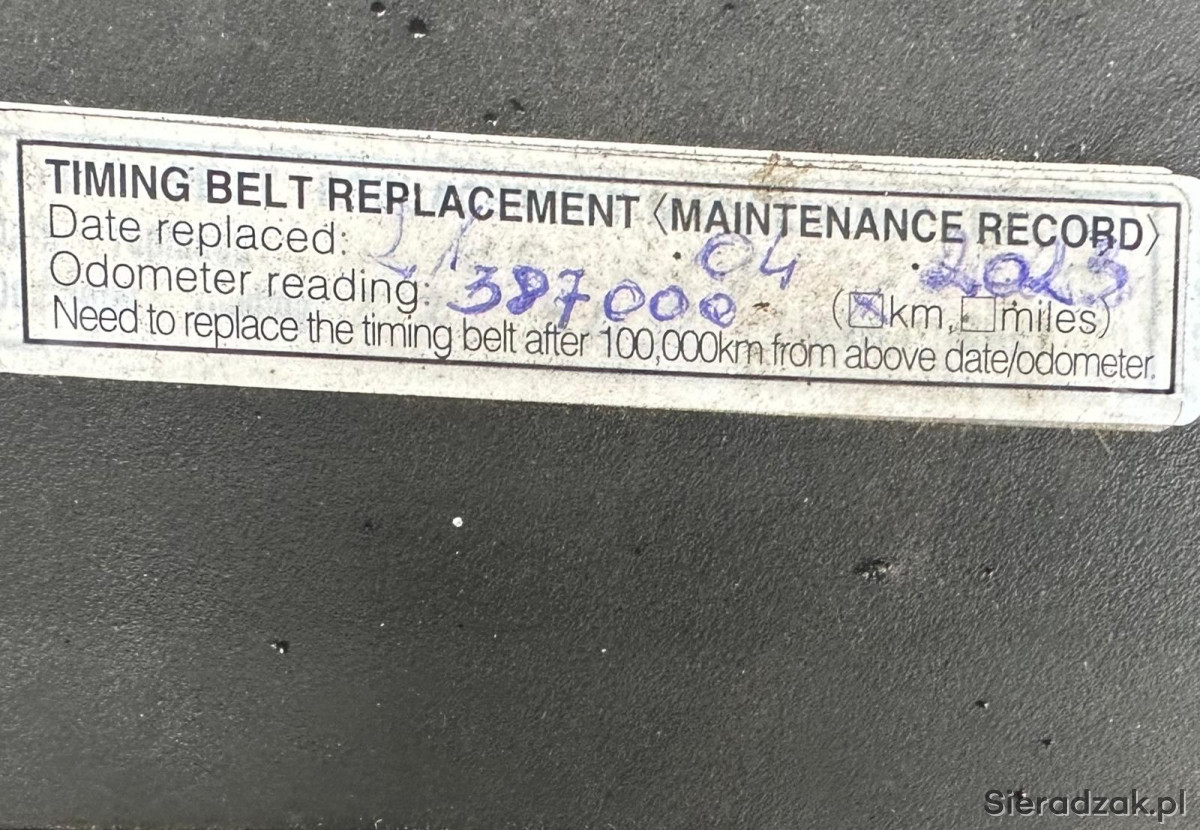 TIMING BELT REPLACEMENT〈MAINTENANCE RECORD〉
Date replaced: 21.04.2023
Odometer reading: 387000 (☒km,☐miles)
Need to replace the timing belt after 100,000km from above date/odometer.
Sieradzak.pl